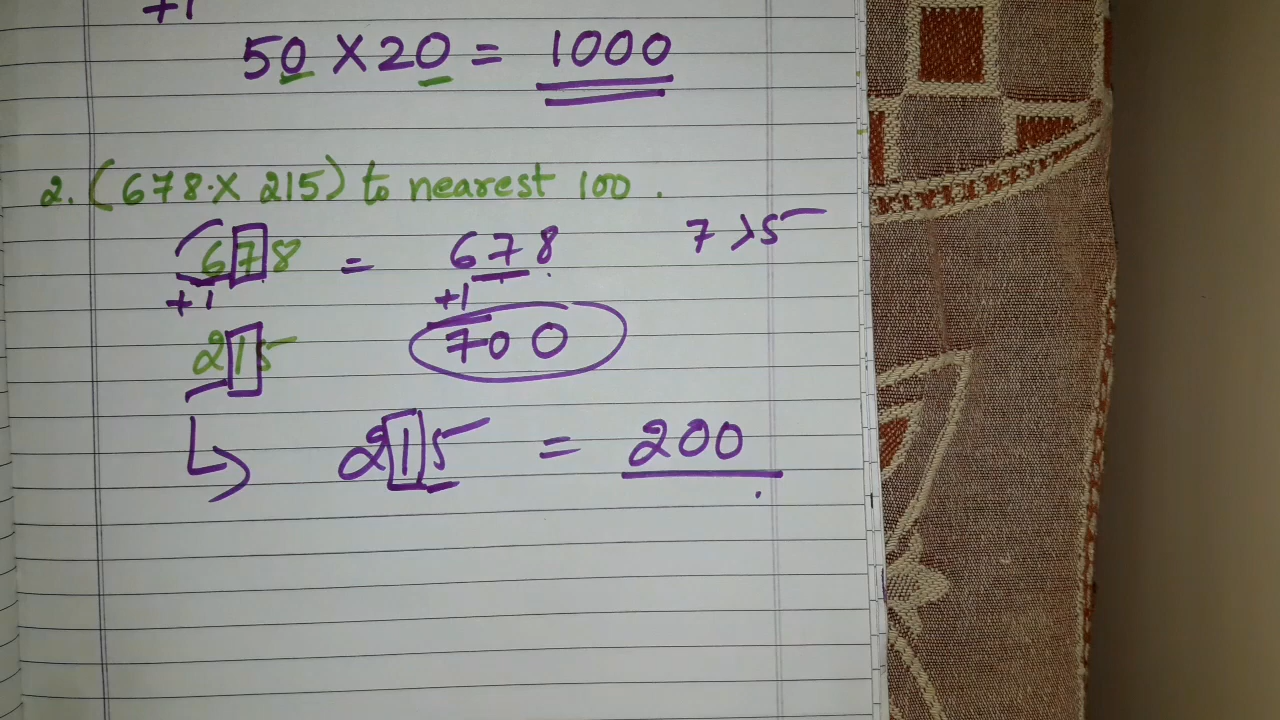 +1
50 X 20 = 1000
2. (678 X 215) to nearest 100.
678 = 678 7 > 5
+1 +1
215 700
215 = 200